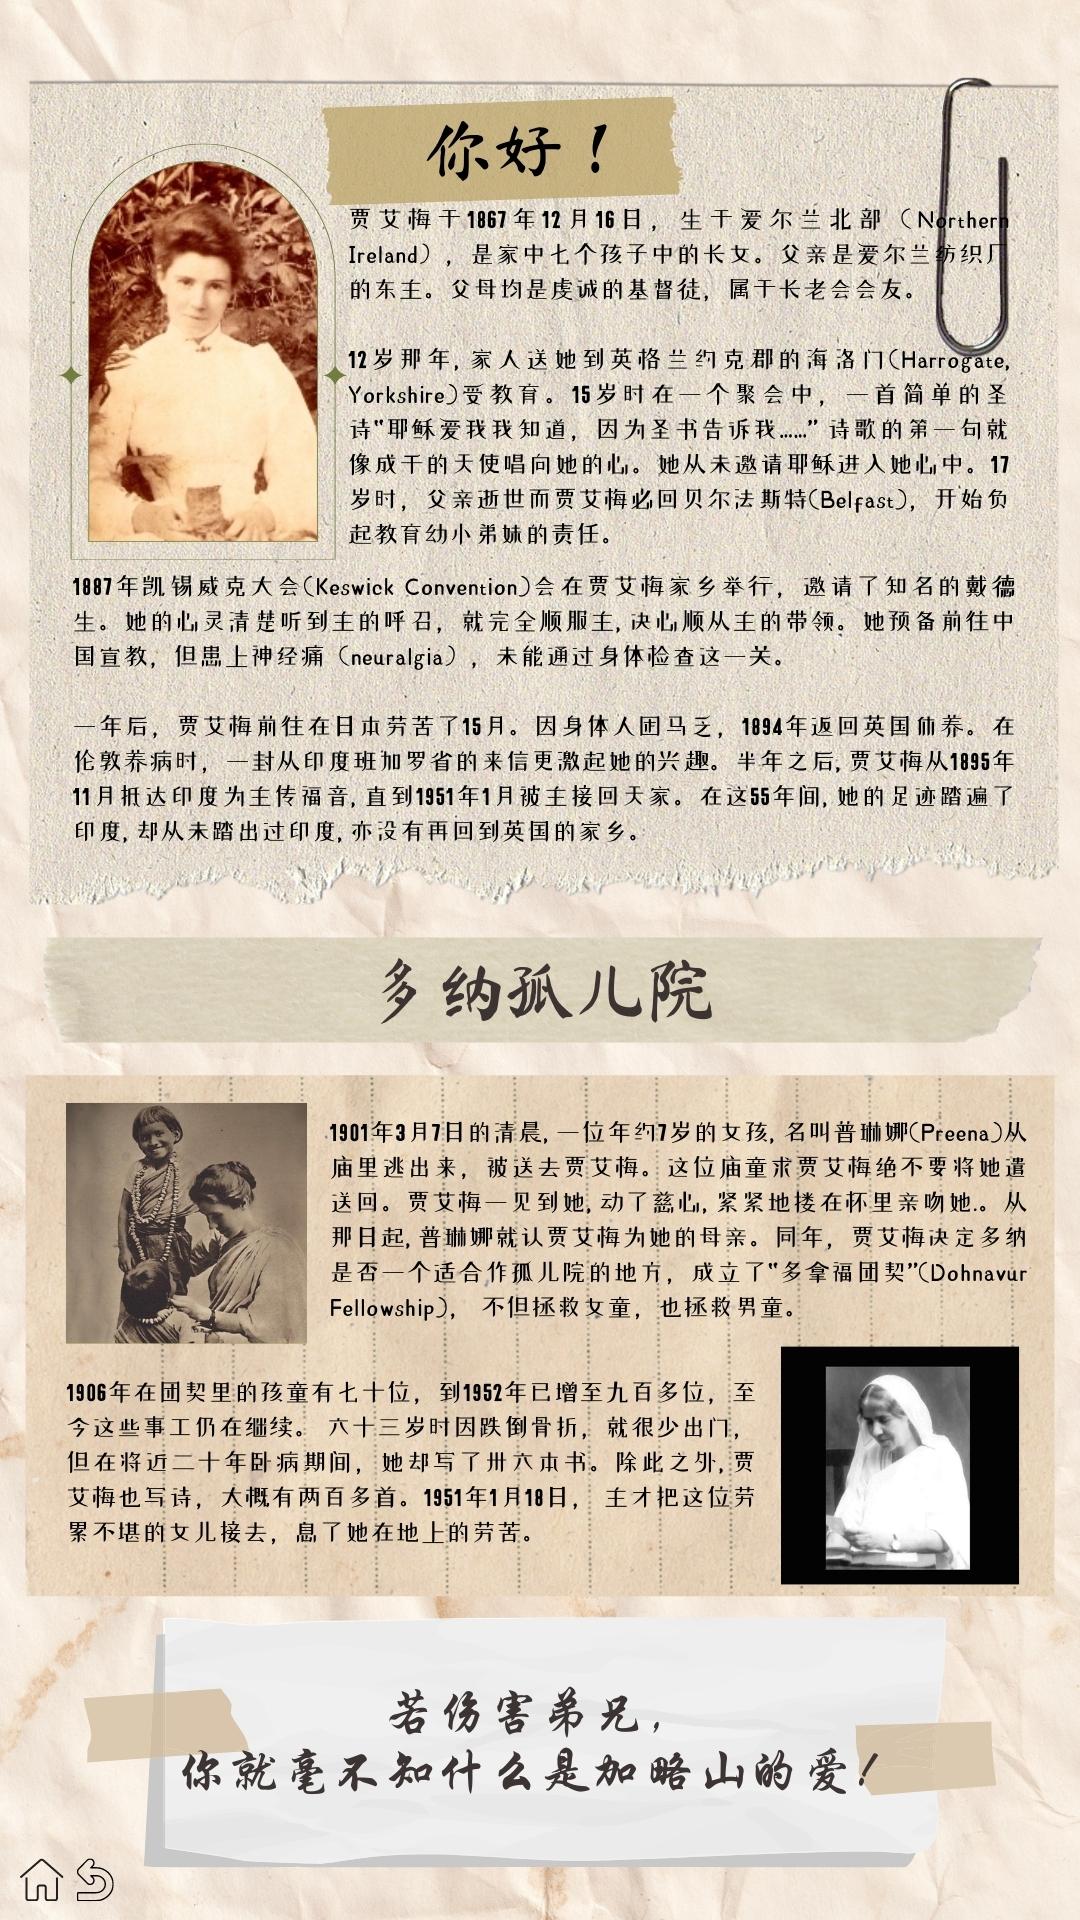 你好！
贾艾梅于1867年12月16日，生于爱尔兰北部（Northern
Ireland），是家中七个孩子中的长女。父亲是爱尔兰纺织厂
的东主。父母均是虔诚的基督徒，属于长老会会友。
12岁那年,家人送她到英格兰约克郡的海洛门(Harrogate,
Yorkshire)受教育。15岁时在一个聚会中，一首简单的圣
诗“耶稣爱我我知道，因为圣书告诉我……” 诗歌的第一句就
像成千的天使唱向她的心。她从未邀请耶稣进入她心中。17
岁时，父亲逝世而贾艾梅必回贝尔法斯特(Belfast)，开始负
起教育幼小弟妹的责任。
1887年凯锡威克大会(Keswick Convention)会在贾艾梅家乡举行，邀请了知名的戴德
生。她的心灵清楚听到主的呼召，就完全顺服主,决心顺从主的带领。她预备前往中
国宣教，但患上神经痛（neuralgia），未能通过身体检查这一关。
一年后，贾艾梅前往在日本劳苦了15月。因身体人困马乏，1894年返回英国休养。在
伦敦养病时，一封从印度班加罗省的来信更激起她的兴趣。半年之后,贾艾梅从1895年
11月抵达印度为主传福音,直到1951年1月被主接回天家。在这55年间,她的足迹踏遍了
印度,却从未踏出过印度,亦没有再回到英国的家乡。
多纳孤儿院
1901年3月7日的清晨,一位年约7岁的女孩,名叫普琳娜(Preena)从
庙里逃出来，被送去贾艾梅。这位庙童求贾艾梅绝不要将她遣
送回。贾艾梅一见到她,动了慈心,紧紧地搂在怀里亲吻她.。从
那日起,普琳娜就认贾艾梅为她的母亲。同年，贾艾梅决定多纳
是否一个适合作孤儿院的地方，成立了“多拿福团契”(Dohnavur
Fellowship)， 不但拯救女童，也拯救男童。
1906年在团契里的孩童有七十位，到1952年已增至九百多位，至
今这些事工仍在继续。 六十三岁时因跌倒骨折，就很少出门，
但在将近二十年卧病期间，她却写了卅六本书。除此之外,贾
艾梅也写诗，大概有两百多首。1951年1月18日， 主才把这位劳
累不堪的女儿接去，息了她在地上的劳苦。
若伤害弟兄，
你就毫不知什么是加略山的爱！